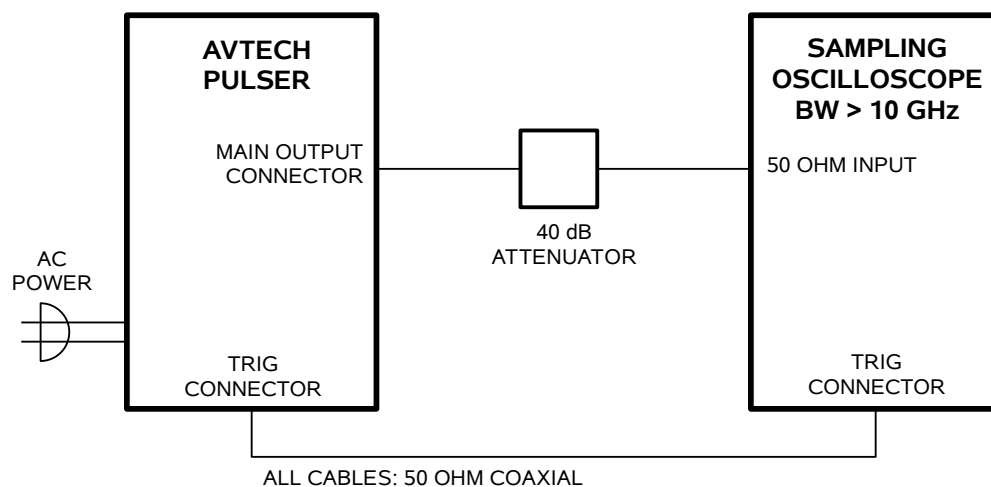 AVTECH
PULSER
SAMPLING
OSCILLOSCOPE
BW > 10 GHz
MAIN OUTPUT
CONNECTOR
50 OHM INPUT
40 dB
ATTENUATOR
AC
POWER
TRIG
CONNECTOR
TRIG
CONNECTOR
ALL CABLES: 50 OHM COAXIAL